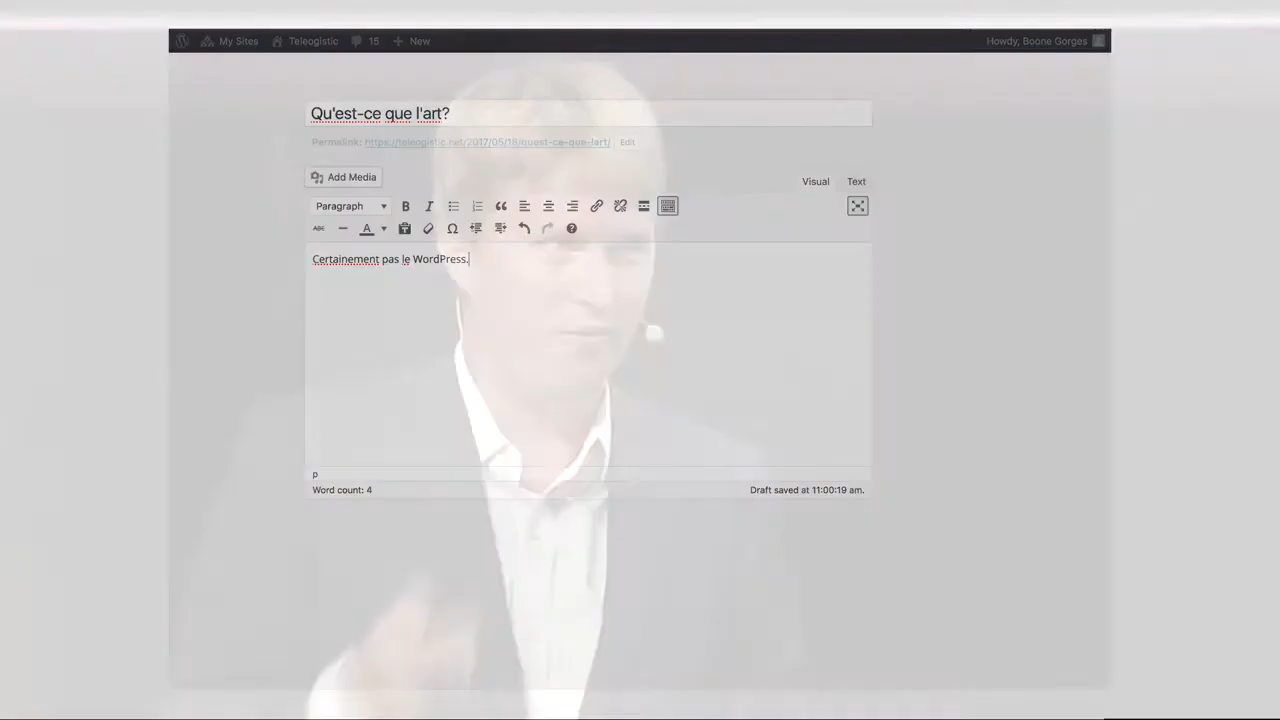 My Sites Teleogistic 15 New Howdy, Boone Gorges
Qu'est-ce que l'art?
Permalink: https://teleogistic.net/2017/05/18/quest-ce-que-lart/ Edit
Add Media
Visual Text
Paragraph B I
ABC A Ω
Certainement pas le WordPress.
p
Word count: 4 Draft saved at 11:00:19 am.